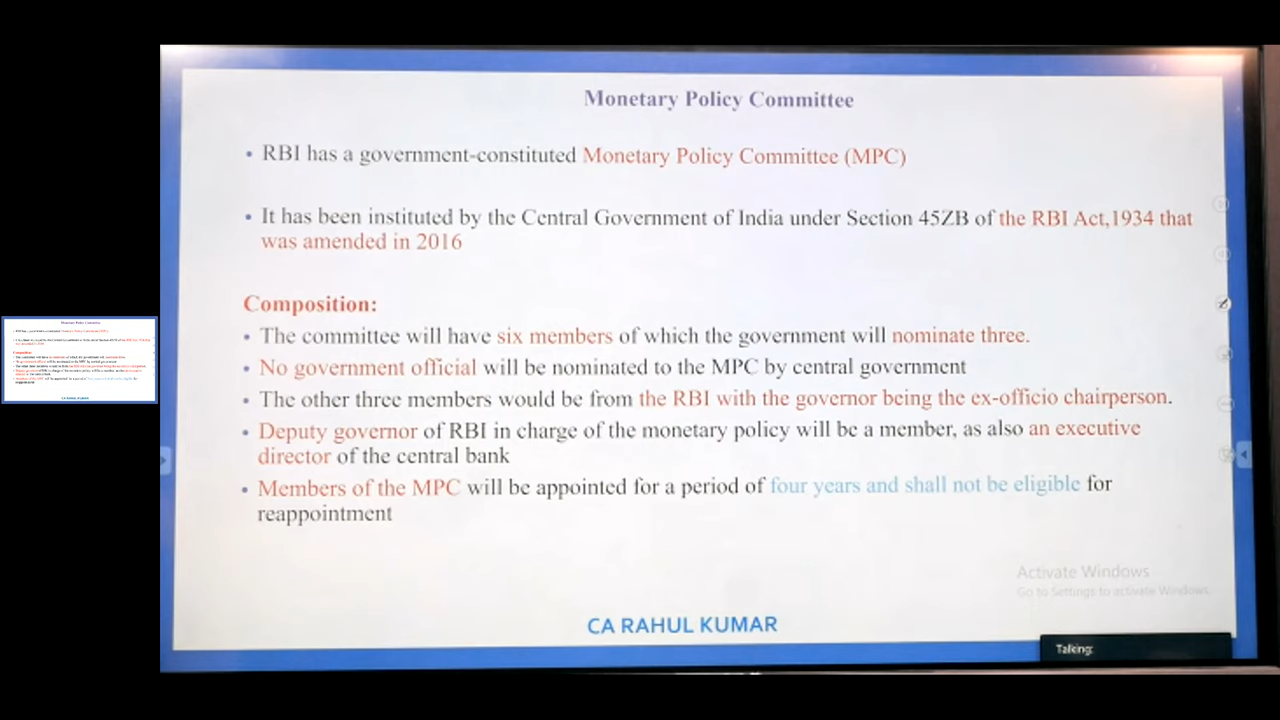 Monetary Policy Committee
• RBI has a government-constituted Monetary Policy Committee (MPC)
• It has been instituted by the Central Government of India under Section 45ZB of the RBI Act,1934 that
was amended in 2016
Composition:
• The committee will have six members of which the government will nominate three.
• No government official will be nominated to the MPC by central government
• The other three members would be from the RBI with the governor being the ex-officio chairperson.
• Deputy governor of RBI in charge of the monetary policy will be a member, as also an executive
director of the central bank
• Members of the MPC will be appointed for a period of four years and shall not be eligible for
reappointment
Activate Windows
Go to Settings to activate Windows.
CA RAHUL KUMAR
Talking: